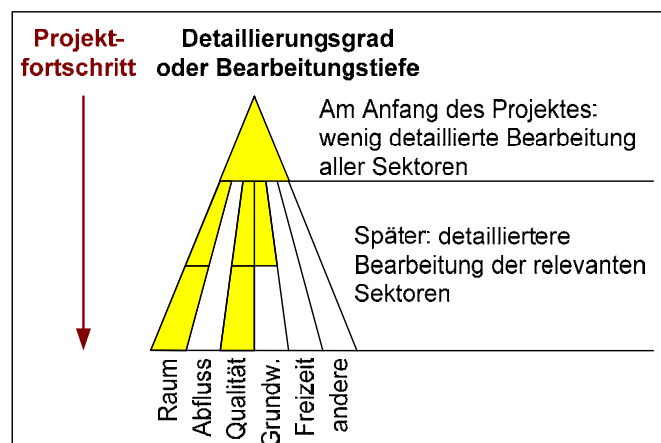 Projekt-
fortschritt
Detaillierungsgrad
oder Bearbeitungstiefe
Am Anfang des Projektes:
wenig detaillierte Bearbeitung
aller Sektoren
Später: detailliertere
Bearbeitung der relevanten
Sektoren
Raum
Abfluss
Qualität
Grundw.
Freizeit
andere